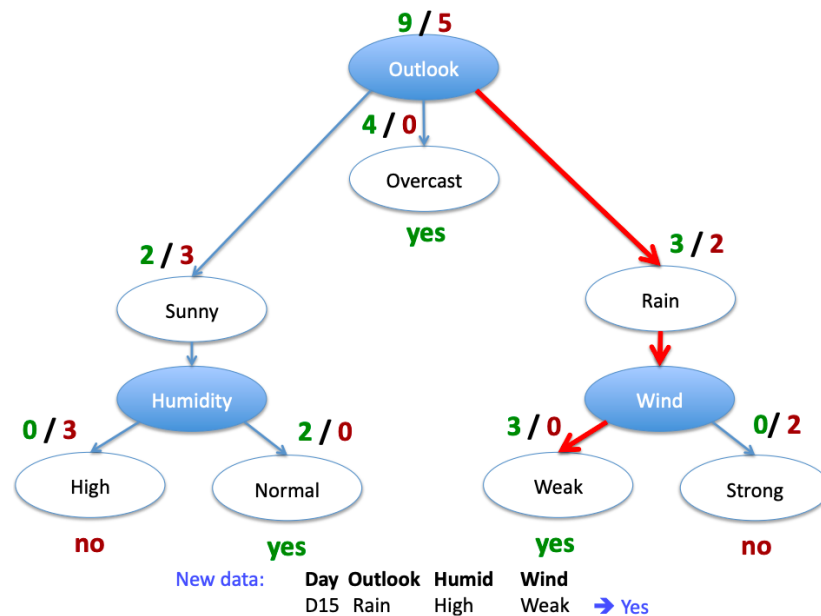 9 / 5
Outlook
4 / 0
Overcast
yes
2 / 3
3 / 2
Sunny
Rain
Humidity
Wind
0 / 3
2 / 0
3 / 0
0/ 2
High
Normal
Weak
Strong
no
yes
yes
no
New data: Day Outlook Humid Wind
D15 Rain High Weak ➔ Yes